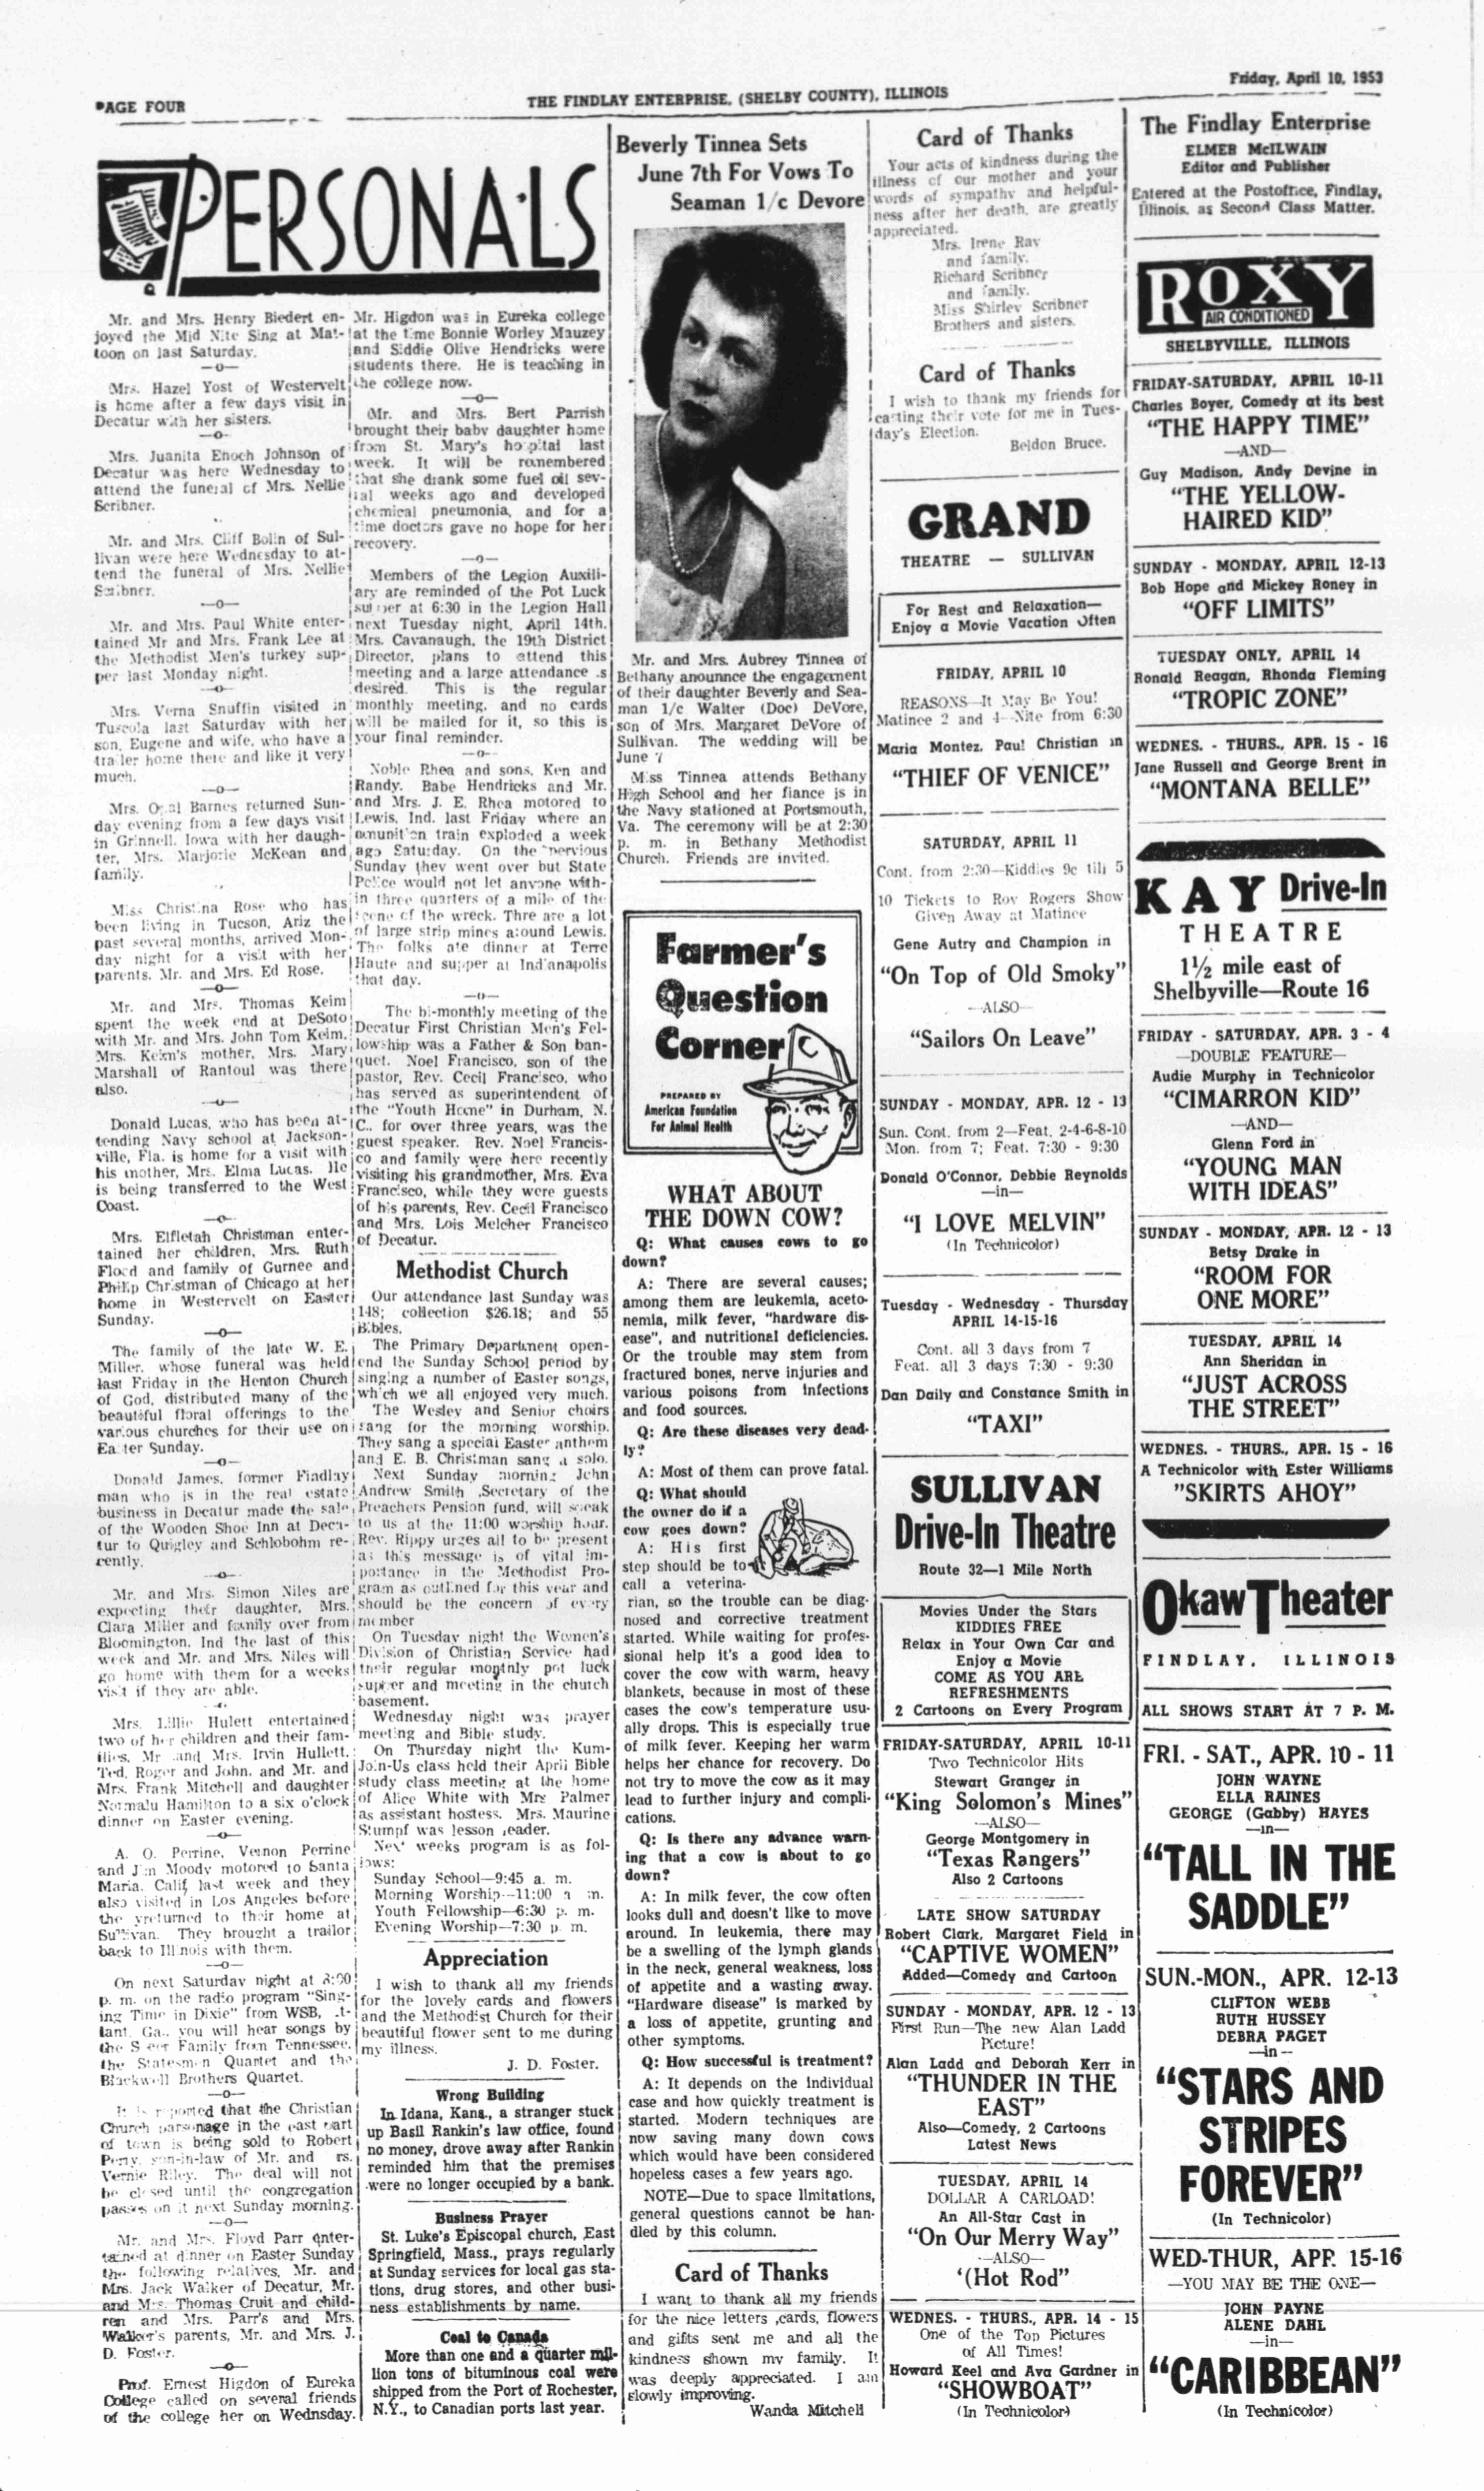 PAGE FOUR
THE FINDLAY ENTERPRISE, (SHELBY COUNTY), ILLINOIS
Friday, April 10, 1953
PERSONALS
Mr. and Mrs. Henry Biedert en-
joyed the Mid Nite Sing at Mat-
toon on last Saturday.
—o—
Mrs. Hazel Yost of Westervelt
is home after a few days visit in
Decatur with her sisters.
—o—
Mrs. Juanita Enoch Johnson of
Decatur was here Wednesday to
attend the funeral of Mrs. Nellie
Scribner.
Mr. and Mrs. Cliff Bolin of Sul-
livan were here Wednesday to at-
tend the funeral of Mrs. Nellie
Scribner.
—o—
Mr. and Mrs. Paul White enter-
tained Mr and Mrs. Frank Lee at
the Methodist Men's turkey sup-
per last Monday night.
—o—
Mrs. Verna Snuffin visited in
Tuscola last Saturday with her
son, Eugene and wife, who have a
trailer home there and like it very
much.
—o—
Mrs. Opal Barnes returned Sun-
day evening from a few days visit
in Grinnell, Iowa with her daugh-
ter, Mrs. Marjorie McKean and
family.
Miss Christina Rose who has
been living in Tucson, Ariz the
past several months, arrived Mon-
day night for a visit with her
parents, Mr. and Mrs. Ed Rose.
—o—
Mr. and Mrs. Thomas Keim
spent the week end at DeSoto
with Mr. and Mrs. John Tom Keim.
Mrs. Keim's mother, Mrs. Mary
Marshall of Rantoul was there
also.
—o—
Donald Lucas, who has been at-
tending Navy school at Jackson-
ville, Fla. is home for a visit with
his mother, Mrs. Elma Lucas. He
is being transferred to the West
Coast.
—o—
Mrs. Elfletah Christman enter-
tained her children, Mrs. Ruth
Flord and family of Gurnee and
Philip Christman of Chicago at her
home in Westervelt on Easter
Sunday.
—o—
The family of the late W. E.
Miller, whose funeral was held
last Friday in the Henton Church
of God, distributed many of the
beautiful floral offerings to the
various churches for their use on
Easter Sunday.
—o—
Donald James, former Findlay
man who is in the real estate
business in Decatur made the sale
of the Wooden Shoe Inn at Deca-
tur to Quigley and Schlobohm re-
cently.
—o—
Mr. and Mrs. Simon Niles are
expecting their daughter, Mrs.
Clara Miller and family over from
Bloomington, Ind the last of this
week and Mr. and Mrs. Niles will
go home with them for a weeks
visit if they are able.
Mrs. Lillie Hulett entertained
two of her children and their fam-
ilies, Mr and Mrs. Irvin Hullett,
Ted, Roger and John, and Mr. and
Mrs. Frank Mitchell and daughter
Normalu Hamilton to a six o'clock
dinner on Easter evening.
—o—
A. O. Perrine, Vernon Perrine
and Jim Moody motored to Santa
Maria, Calif, last week and they
also visited in Los Angeles before
the yreturned to their home at
Sullivan. They brought a trailor
back to Illinois with them.
—o—
On next Saturday night at 8:00
p. m. on the radio program "Sing-
ing Time in Dixie" from WSB, At-
lant. Ga., you will hear songs by
the Speer Family from Tennessee,
the Statesmen Quartet and the
Blackwell Brothers Quartet.
—o—
It is reported that the Christian
Church parsonage in the east part
of town is being sold to Robert
Perry, son-in-law of Mr. and rs.
Vernie Riley. The deal will not
be closed until the congregation
passes on it next Sunday morning.
—o—
Mr. and Mrs. Floyd Parr enter-
tained at dinner on Easter Sunday
the following relatives, Mr. and
Mrs. Jack Walker of Decatur, Mr.
and Mrs. Thomas Cruit and child-
ren and Mrs. Parr's and Mrs.
Walker's parents, Mr. and Mrs. J.
D. Foster.
—o—
Prof. Ernest Higdon of Eureka
College called on several friends
of the college her on Wednsday.
Mr. Higdon was in Eureka college
at the time Bonnie Worley Mauzey
and Siddie Olive Hendricks were
students there. He is teaching in
the college now.
—o—
Mr. and Mrs. Bert Parrish
brought their baby daughter home
from St. Mary's hospital last
week. It will be remembered
that she drank some fuel oil sev-
ral weeks ago and developed
chemical pneumonia, and for a
time doctors gave no hope for her
recovery.
—o—
Members of the Legion Auxili-
ary are reminded of the Pot Luck
supper at 6:30 in the Legion Hall
next Tuesday night, April 14th.
Mrs. Cavanaugh, the 19th District
Director, plans to attend this
meeting and a large attendance is
desired. This is the regular
monthly meeting, and no cards
will be mailed for it, so this is
your final reminder.
—o—
Noble Rhea and sons, Ken and
Randy. Babe Hendricks and Mr.
and Mrs. J. E. Rhea motored to
Lewis, Ind. last Friday where an
amunition train exploded a week
ago Saturday. On the pervious
Sunday they went over but State
Police would not let anyone with-
in three quarters of a mile of the
scene of the wreck. Thre are a lot
of large strip mines around Lewis.
The folks ate dinner at Terre
Haute and supper at Indianapolis
that day.
—o—
The bi-monthly meeting of the
Decatur First Christian Men's Fel-
lowship was a Father & Son ban-
quet. Noel Francisco, son of the
pastor, Rev. Cecil Francisco, who
has served as superintendent of
the "Youth Home" in Durham, N.
C., for over three years, was the
guest speaker. Rev. Noel Francis-
co and family were here recently
visiting his grandmother, Mrs. Eva
Francisco, while they were guests
of his parents, Rev. Cecil Francisco
and Mrs. Lois Melcher Francisco
of Decatur.
Methodist Church
Our attendance last Sunday was
148; collection $26.18; and 55
Bibles.
The Primary Department open-
end the Sunday School period by
singing a number of Easter songs,
which we all enjoyed very much.
The Wesley and Senior choirs
sang for the morning worship.
They sang a special Easter anthem
and E. B. Christman sang a solo.
Next Sunday morning John
Andrew Smith ,Secretary of the
Preachers Pension fund, will speak
to us at the 11:00 worship hour.
Rev. Rippy urges all to be present
as this message is of vital im-
portance in the Methodist Pro-
gram as outlined for this year and
should be the concern of every
member
On Tuesday night the Women's
Division of Christian Service had
their regular monthly pot luck
supper and meeting in the church
basement.
Wednesday night was prayer
meeting and Bible study.
On Thursday night the Kum-
Join-Us class held their April Bible
study class meeting at the home
of Alice White with Mrs Palmer
as assistant hostess. Mrs. Maurine
Stumpf was lesson leader.
Next weeks program is as fol-
lows:
Sunday School—9:45 a. m.
Morning Worship—11:00 a m.
Youth Fellowship—6:30 p. m.
Evening Worship—7:30 p. m.
Appreciation
I wish to thank all my friends
for the lovely cards and flowers
and the Methodist Church for their
beautiful flower sent to me during
my illness.
J. D. Foster.
Wrong Building
In Idana, Kans., a stranger stuck
up Basil Rankin's law office, found
no money, drove away after Rankin
reminded him that the premises
were no longer occupied by a bank.
Business Prayer
St. Luke's Episcopal church, East
Springfield, Mass., prays regularly
at Sunday services for local gas sta-
tions, drug stores, and other busi-
ness establishments by name.
Coal to Canada
More than one and a quarter mil-
lion tons of bituminous coal were
shipped from the Port of Rochester,
N.Y., to Canadian ports last year.
Beverly Tinnea Sets
June 7th For Vows To
Seaman 1/c Devore
Mr. and Mrs. Aubrey Tinnea of
Bethany anounnce the engagement
of their daughter Beverly and Sea-
man 1/c Walter (Doc) DeVore,
son of Mrs. Margaret DeVore of
Sullivan. The wedding will be
June 7
Miss Tinnea attends Bethany
High School and her fiance is in
the Navy stationed at Portsmouth,
Va. The ceremony will be at 2:30
p. m. in Bethany Methodist
Church. Friends are invited.
Farmer's
Question
Corner
PREPARED BY
American Foundation
For Animal Health
WHAT ABOUT
THE DOWN COW?
Q: What causes cows to go
down?
A: There are several causes;
among them are leukemia, aceto-
nemia, milk fever, "hardware dis-
ease", and nutritional deficiencies.
Or the trouble may stem from
fractured bones, nerve injuries and
various poisons from infections
and food sources.
Q: Are these diseases very dead-
ly?
A: Most of them can prove fatal.
Q: What should
the owner do if a
cow goes down?
A: His first
step should be to
call a veterina-
rian, so the trouble can be diag-
nosed and corrective treatment
started. While waiting for profes-
sional help it's a good idea to
cover the cow with warm, heavy
blankets, because in most of these
cases the cow's temperature usu-
ally drops. This is especially true
of milk fever. Keeping her warm
helps her chance for recovery. Do
not try to move the cow as it may
lead to further injury and compli-
cations.
Q: Is there any advance warn-
ing that a cow is about to go
down?
A: In milk fever, the cow often
looks dull and doesn't like to move
around. In leukemia, there may
be a swelling of the lymph glands
in the neck, general weakness, loss
of appetite and a wasting away.
"Hardware disease" is marked by
a loss of appetite, grunting and
other symptoms.
Q: How successful is treatment?
A: It depends on the individual
case and how quickly treatment is
started. Modern techniques are
now saving many down cows
which would have been considered
hopeless cases a few years ago.
NOTE—Due to space limitations,
general questions cannot be han-
dled by this column.
Card of Thanks
I want to thank all my friends
for the nice letters ,cards, flowers
and gifits sent me and all the
kindness shown my family. It
was deeply appreciated. I am
slowly improving.
Wanda Mitchell
Card of Thanks
Your acts of kindness during the
illness of our mother and your
words of sympathy and helpful-
ness after her death, are greatly
appreciated.
Mrs. Irene Ray
and family.
Richard Scribner
and family.
Miss Shirley Scribner
Brothers and sisters.
Card of Thanks
I wish to thank my friends for
casting their vote for me in Tues-
day's Election.
Beldon Bruce.
GRAND
THEATRE — SULLIVAN
For Rest and Relaxation—
Enjoy a Movie Vacation Often
FRIDAY, APRIL 10
REASONS—It May Be You!
Matinee 2 and 4—Nite from 6:30
Maria Montez, Paul Christian in
"THIEF OF VENICE"
SATURDAY, APRIL 11
Cont. from 2:30—Kiddies 9c till 5
10 Tickets to Roy Rogers Show
Given Away at Matinee
Gene Autry and Champion in
"On Top of Old Smoky"
—ALSO—
"Sailors On Leave"
SUNDAY - MONDAY, APR. 12 - 13
Sun. Cont. from 2—Feat. 2-4-6-8-10
Mon. from 7; Feat. 7:30 - 9:30
Donald O'Connor, Debbie Reynolds
—in—
"I LOVE MELVIN"
(In Technicolor)
Tuesday - Wednesday - Thursday
APRIL 14-15-16
Cont. all 3 days from 7
Feat. all 3 days 7:30 - 9:30
Dan Daily and Constance Smith in
"TAXI"
SULLIVAN
Drive-In Theatre
Route 32—1 Mile North
Movies Under the Stars
KIDDIES FREE
Relax in Your Own Car and
Enjoy a Movie
COME AS YOU ARE
REFRESHMENTS
2 Cartoons on Every Program
FRIDAY-SATURDAY, APRIL 10-11
Two Technicolor Hits
Stewart Granger in
"King Solomon's Mines"
—ALSO—
George Montgomery in
"Texas Rangers"
Also 2 Cartoons
LATE SHOW SATURDAY
Robert Clark, Margaret Field in
"CAPTIVE WOMEN"
Added—Comedy and Cartoon
SUNDAY - MONDAY, APR. 12 - 13
First Run—The new Alan Ladd
Picture!
Alan Ladd and Deborah Kerr in
"THUNDER IN THE
EAST"
Also—Comedy, 2 Cartoons
Latest News
TUESDAY, APRIL 14
DOLLAR A CARLOAD!
An All-Star Cast in
"On Our Merry Way"
—ALSO—
'(Hot Rod"
WEDNES. - THURS., APR. 14 - 15
One of the Top Pictures
of All Times!
Howard Keel and Ava Gardner in
"SHOWBOAT"
(In Technicolor)
The Findlay Enterprise
ELMER McILWAIN
Editor and Publisher
Entered at the Postoffice, Findlay,
Illinois, as Second Class Matter.
ROXY
AIR CONDITIONED
SHELBYVILLE, ILLINOIS
FRIDAY-SATURDAY, APRIL 10-11
Charles Boyer, Comedy at its best
"THE HAPPY TIME"
—AND—
Guy Madison, Andy Devine in
"THE YELLOW-
HAIRED KID"
SUNDAY - MONDAY, APRIL 12-13
Bob Hope and Mickey Roney in
"OFF LIMITS"
TUESDAY ONLY, APRIL 14
Ronald Reagan, Rhonda Fleming
"TROPIC ZONE"
WEDNES. - THURS., APR. 15 - 16
Jane Russell and George Brent in
"MONTANA BELLE"
KAY Drive-In
THEATRE
1½ mile east of
Shelbyville—Route 16
FRIDAY - SATURDAY, APR. 3 - 4
—DOUBLE FEATURE—
Audie Murphy in Technicolor
"CIMARRON KID"
—AND—
Glenn Ford in
"YOUNG MAN
WITH IDEAS"
SUNDAY - MONDAY, APR. 12 - 13
Betsy Drake in
"ROOM FOR
ONE MORE"
TUESDAY, APRIL 14
Ann Sheridan in
"JUST ACROSS
THE STREET"
WEDNES. - THURS., APR. 15 - 16
A Technicolor with Ester Williams
"SKIRTS AHOY"
Okaw Theater
FINDLAY, ILLINOIS
ALL SHOWS START AT 7 P. M.
FRI. - SAT., APR. 10 - 11
JOHN WAYNE
ELLA RAINES
GEORGE (Gabby) HAYES
—in—
"TALL IN THE
SADDLE"
SUN.-MON., APR. 12-13
CLIFTON WEBB
RUTH HUSSEY
DEBRA PAGET
—in—
"STARS AND
STRIPES
FOREVER"
(In Technicolor)
WED-THUR, APR. 15-16
—YOU MAY BE THE ONE—
JOHN PAYNE
ALENE DAHL
—in—
"CARIBBEAN"
(In Technicolor)